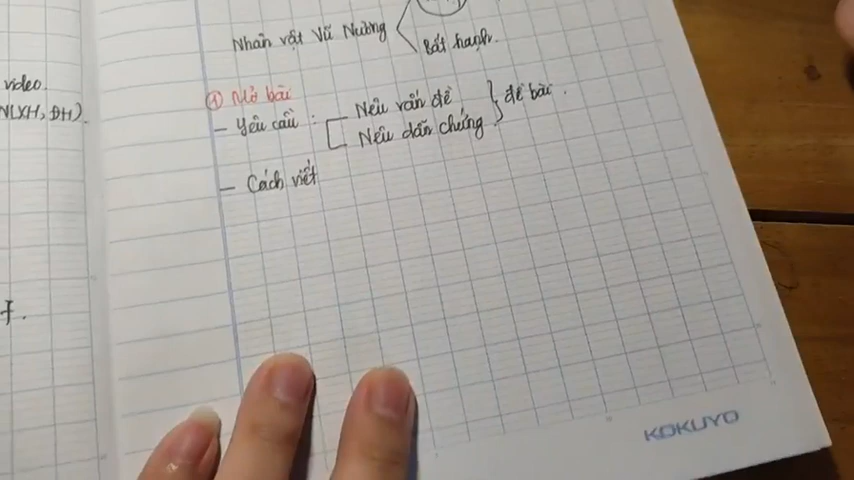 video.
NLXH, ĐH).
Nhân vật Vũ Nương
Bất hạnh.
① Mở bài
- Yêu cầu :
Nêu vấn đề
Nêu dẫn chứng
đề bài.
- Cách viết
KOKUYO